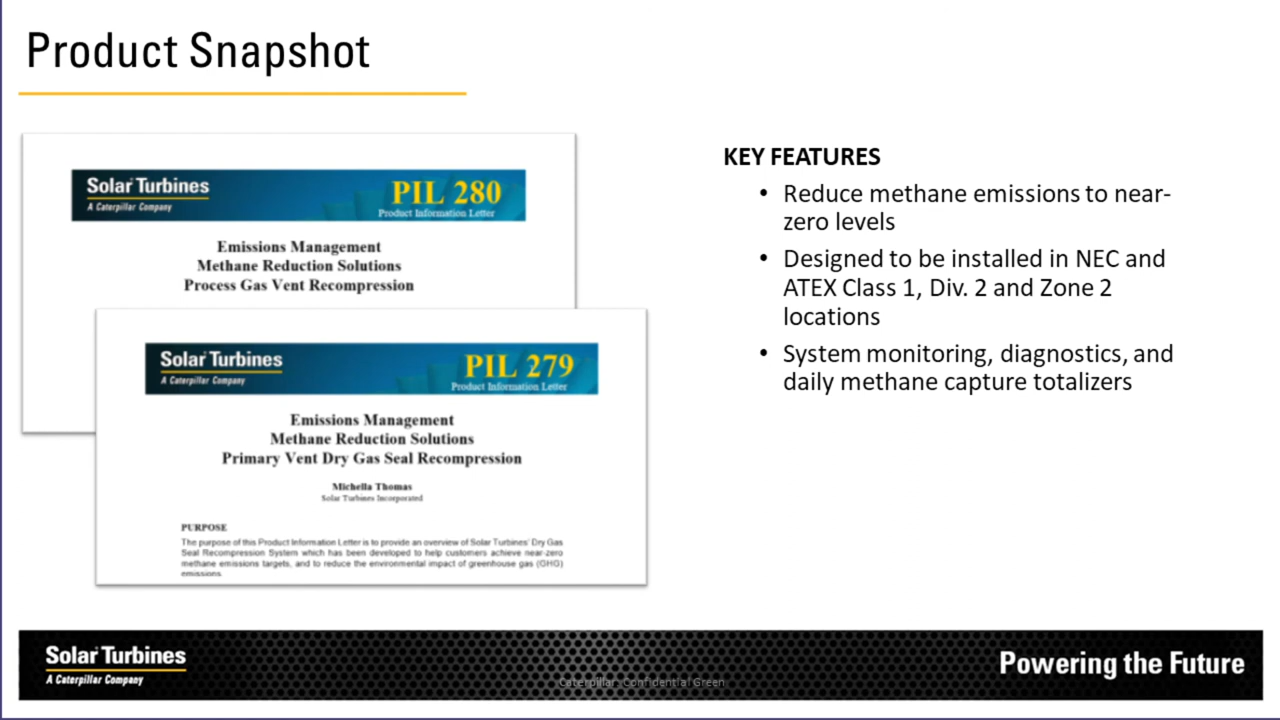 Product Snapshot
Solar Turbines
A Caterpillar Company
PIL 280
Product Information Letter
Emissions Management
Methane Reduction Solutions
Process Gas Vent Recompression
Solar Turbines
A Caterpillar Company
PIL 279
Product Information Letter
Emissions Management
Methane Reduction Solutions
Primary Vent Dry Gas Seal Recompression
Michella Thomas
Solar Turbines Incorporated
PURPOSE
The purpose of this Product Information Letter is to provide an overview of Solar Turbines' Dry Gas
Seal Recompression System which has been developed to help customers achieve near-zero
methane emissions targets, and to reduce the environmental impact of greenhouse gas (GHG)
emissions.
KEY FEATURES
• Reduce methane emissions to near-
zero levels
• Designed to be installed in NEC and
ATEX Class 1, Div. 2 and Zone 2
locations
• System monitoring, diagnostics, and
daily methane capture totalizers
Solar Turbines
A Caterpillar Company
Caterpillar: Confidential Green
Powering the Future